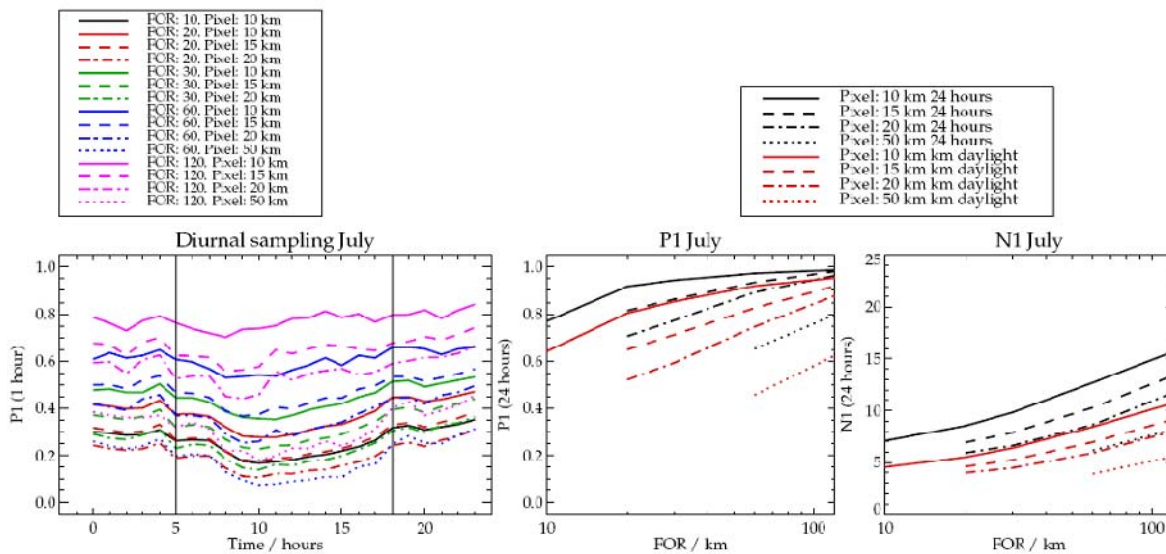 FOR: 10. Pixel: 10 km
FOR: 20. Pixel: 10 km
FOR: 20. Pixel: 15 km
FOR: 20. Pixel: 20 km
FOR: 30. Pixel: 10 km
FOR: 30. Pixel: 15 km
FOR: 30. Pixel: 20 km
FOR: 60. Pixel: 10 km
FOR: 60. Pixel: 15 km
FOR: 60. Pixel: 20 km
FOR: 60. Pixel: 50 km
FOR: 120. Pixel: 10 km
FOR: 120. Pixel: 15 km
FOR: 120. Pixel: 20 km
FOR: 120. Pixel: 50 km
Pixel: 10 km 24 hours
Pixel: 15 km 24 hours
Pixel: 20 km 24 hours
Pixel: 50 km 24 hours
Pixel: 10 km km daylight
Pixel: 15 km km daylight
Pixel: 20 km km daylight
Pixel: 50 km km daylight
Diurnal sampling July
P1 (1 hour)
1.0
0.8
0.6
0.4
0.2
0.0
0 5 10 15 20
Time / hours
P1 July
P1 (24 hours)
1.0
0.8
0.6
0.4
0.2
0.0
10 100
FOR / km
N1 July
N1 (24 hours)
25
20
15
10
5
0
10 100
FOR / km